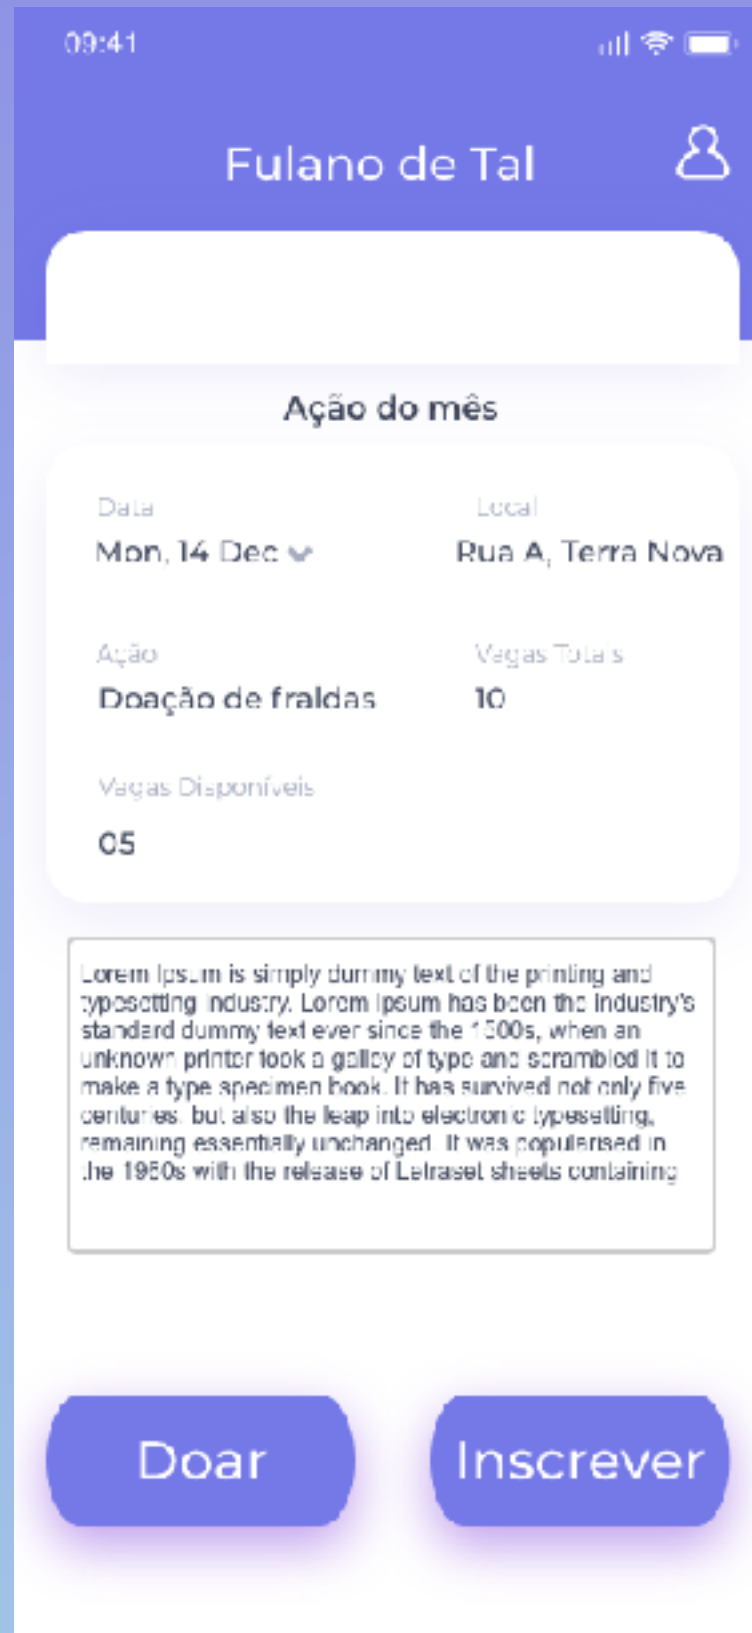 09:41
Fulano de Tal
Ação do mês
Data
Local
Mon, 14 Dec
Rua A, Terra Nova
Ação
Vagas Totais
Doação de fraldas
10
Vagas Disponíveis
05
Lorem Ipsum is simply dummy text of the printing and
typesetting industry. Lorem Ipsum has been the industry's
standard dummy text ever since the 1500s, when an
unknown printer took a galley of type and scrambled it to
make a type specimen book. It has survived not only five
centuries, but also the leap into electronic typesetting,
remaining essentially unchanged. It was popularised in
the 1960s with the release of Letraset sheets containing
Doar
Inscrever